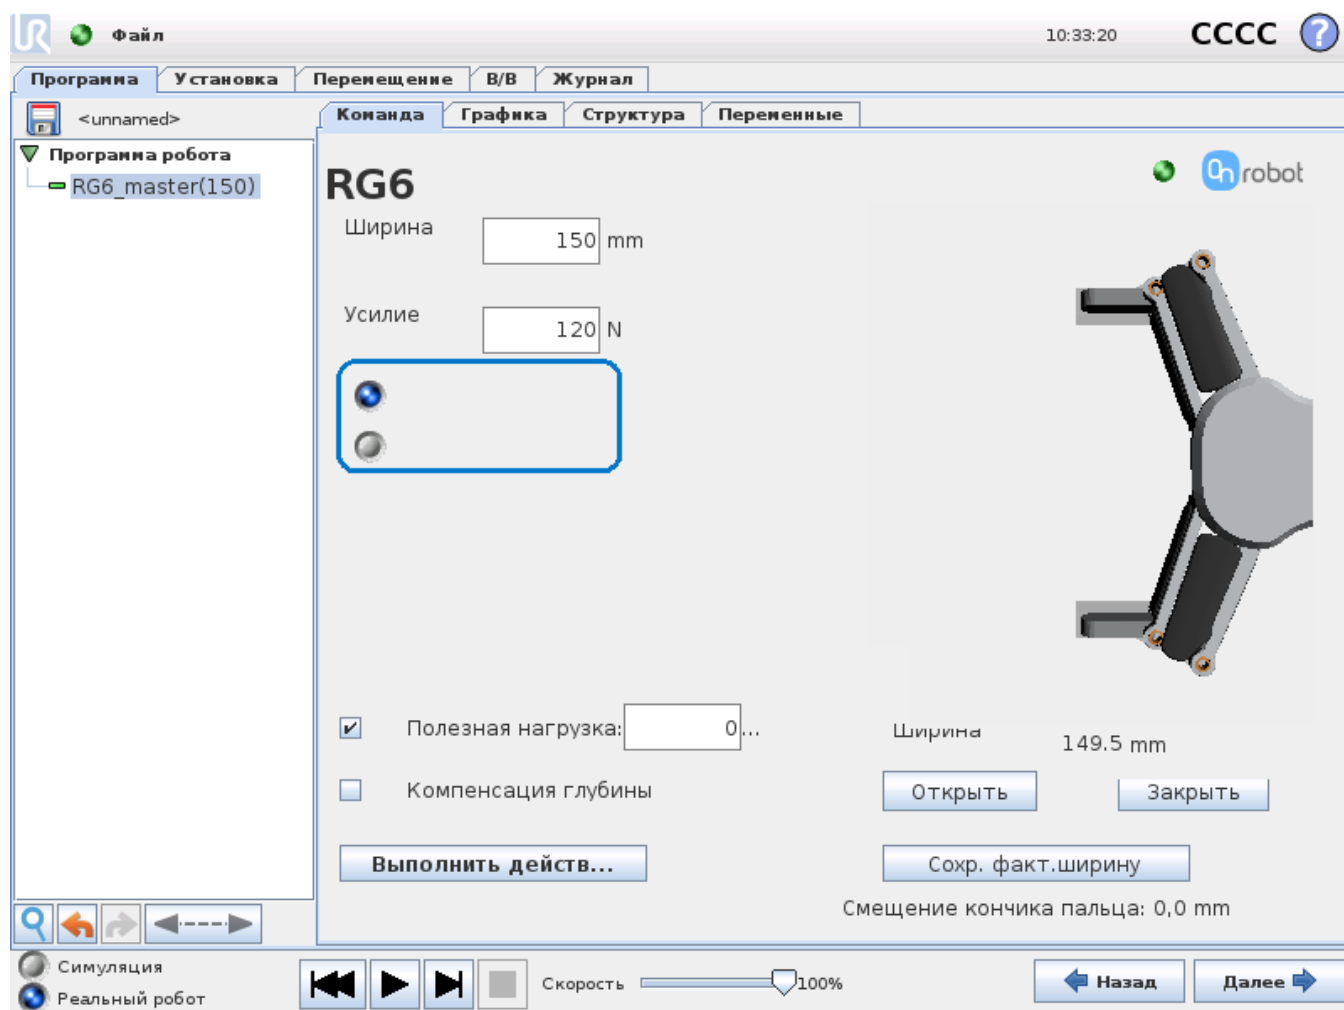 UR Файл 10:33:20 CCCC ?
Программа Установка Перемещение В/В Журнал
<unnamed> Команда Графика Структура Переменные
Программа робота
RG6_master(150)
RG6
On robot
Ширина 150 mm
Усилие 120 N
Полезная нагрузка: 0...
Ширина 149.5 mm
Компенсация глубины
Открыть Закрыть
Выполнить действ... Сохр. факт.ширину
Смещение кончика пальца: 0,0 mm
Симуляция
Реальный робот
Скорость 100%
Назад Далее